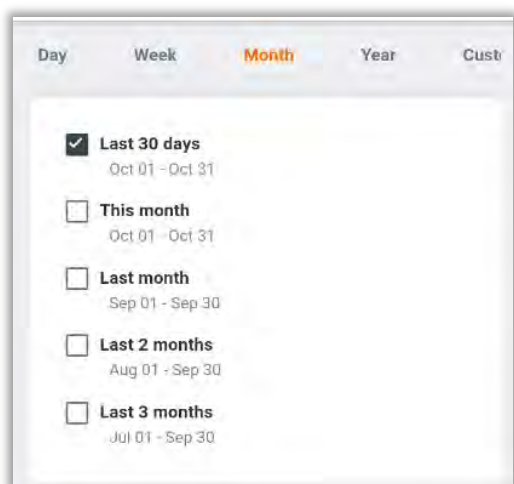 Day Week Month Year Cust
Last 30 days
Oct 01 - Oct 31
This month
Oct 01 - Oct 31
Last month
Sep 01 - Sep 30
Last 2 months
Aug 01 - Sep 30
Last 3 months
Jul 01 - Sep 30